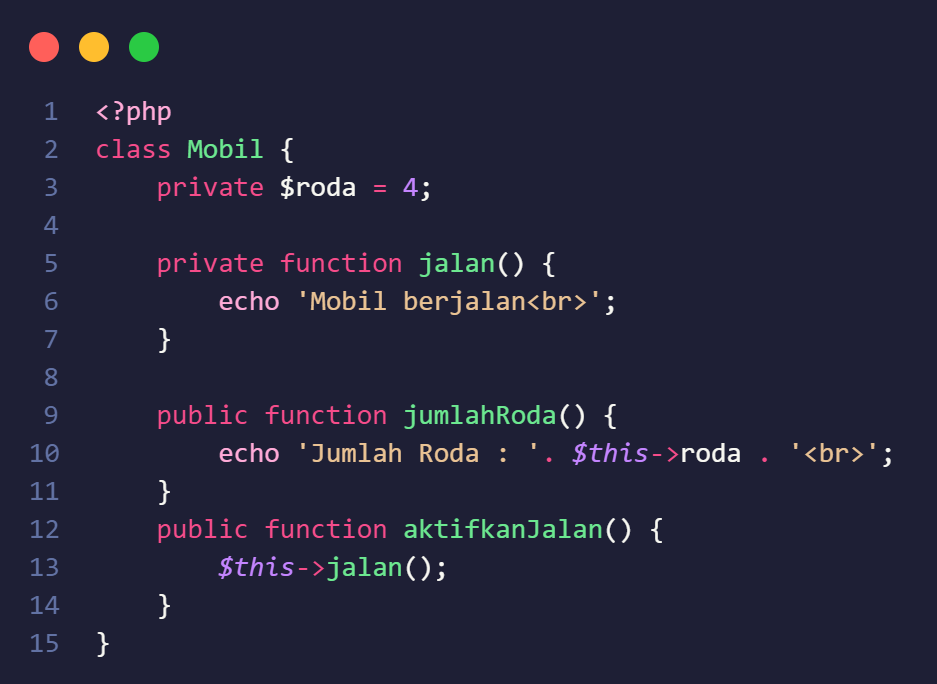 1 <?php
2 class Mobil {
3     private $roda = 4;
4
5     private function jalan() {
6         echo 'Mobil berjalan<br>';
7     }
8
9     public function jumlahRoda() {
10         echo 'Jumlah Roda : '. $this->roda . '<br>';
11     }
12     public function aktifkanJalan() {
13         $this->jalan();
14     }
15 }